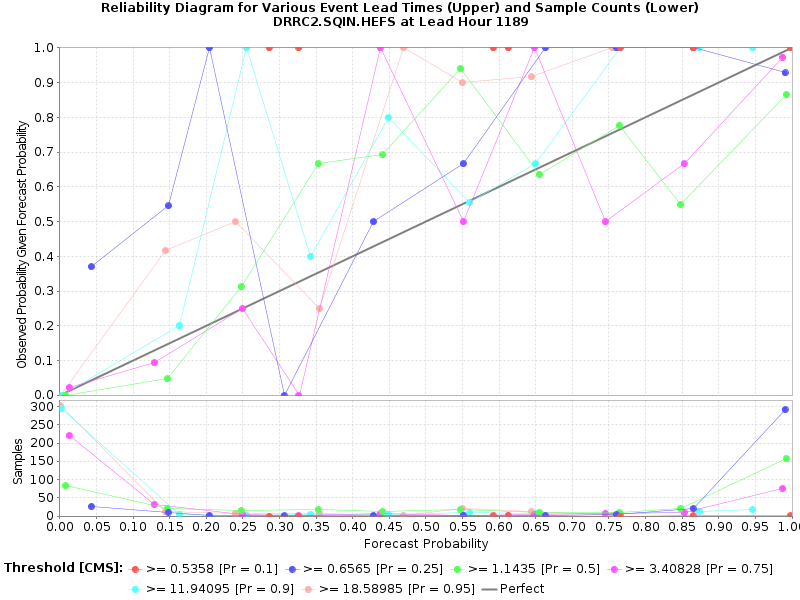 Reliability Diagram for Various Event Lead Times (Upper) and Sample Counts (Lower)
DRRC2.SQIN.HEFS at Lead Hour 1189
Observed Probability Given Forecast Probability
1.0
0.9
0.8
0.7
0.6
0.5
0.4
0.3
0.2
0.1
0.0
Samples
300
250
200
150
100
50
0
0.00 0.05 0.10 0.15 0.20 0.25 0.30 0.35 0.40 0.45 0.50 0.55 0.60 0.65 0.70 0.75 0.80 0.85 0.90 0.95 1.00
Forecast Probability
Threshold [CMS]: >= 0.5358 [Pr = 0.1] >= 0.6565 [Pr = 0.25] >= 1.1435 [Pr = 0.5] >= 3.40828 [Pr = 0.75]
>= 11.94095 [Pr = 0.9] >= 18.58985 [Pr = 0.95] Perfect